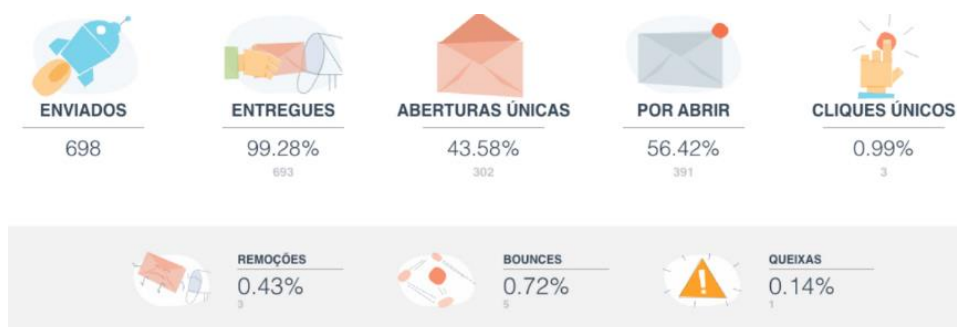 ENVIADOS
698
ENTREGUES
99.28%
693
ABERTURAS ÚNICAS
43.58%
302
POR ABRIR
56.42%
391
CLIQUES ÚNICOS
0.99%
3
REMOÇÕES
0.43%
3
BOUNCES
0.72%
5
QUEIXAS
0.14%
1